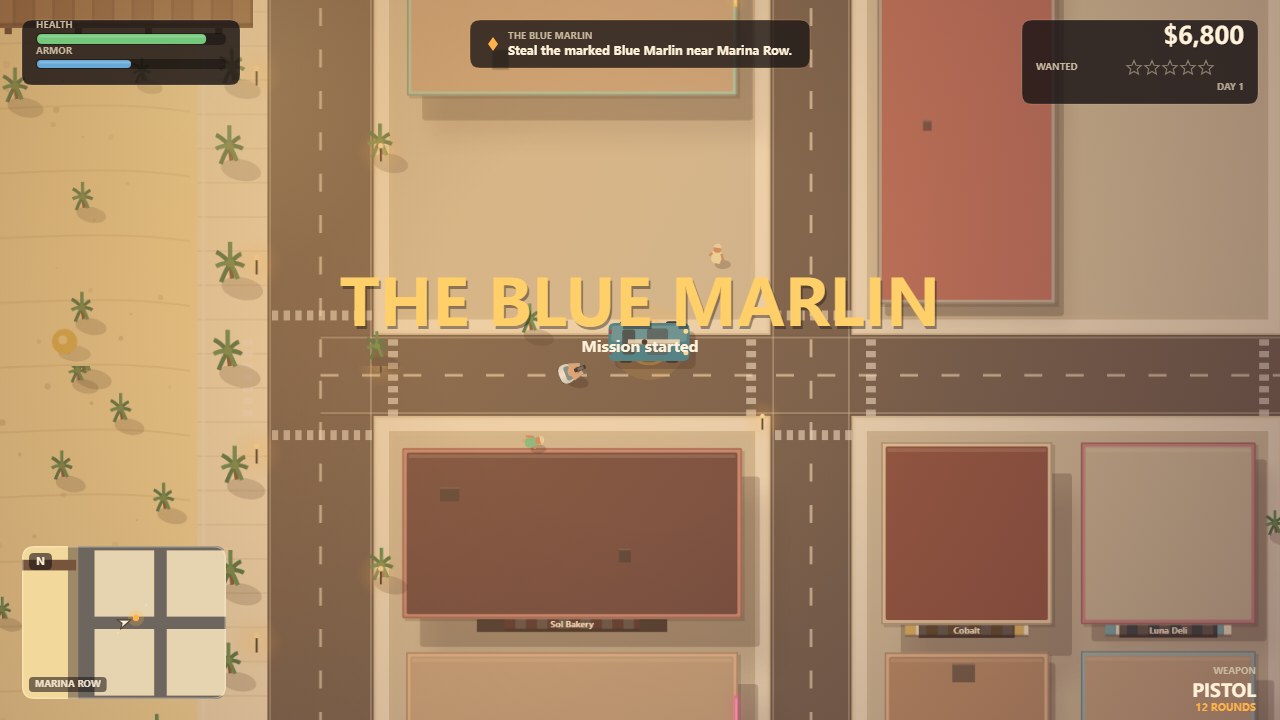 HEALTH
ARMOR
THE BLUE MARLIN
Steal the marked Blue Marlin near Marina Row.
$6,800
WANTED
DAY 1
THE BLUE MARLIN
Mission started
Sol Bakery
Cobalt
Luna Deli
N
MARINA ROW
WEAPON
PISTOL
12 ROUNDS